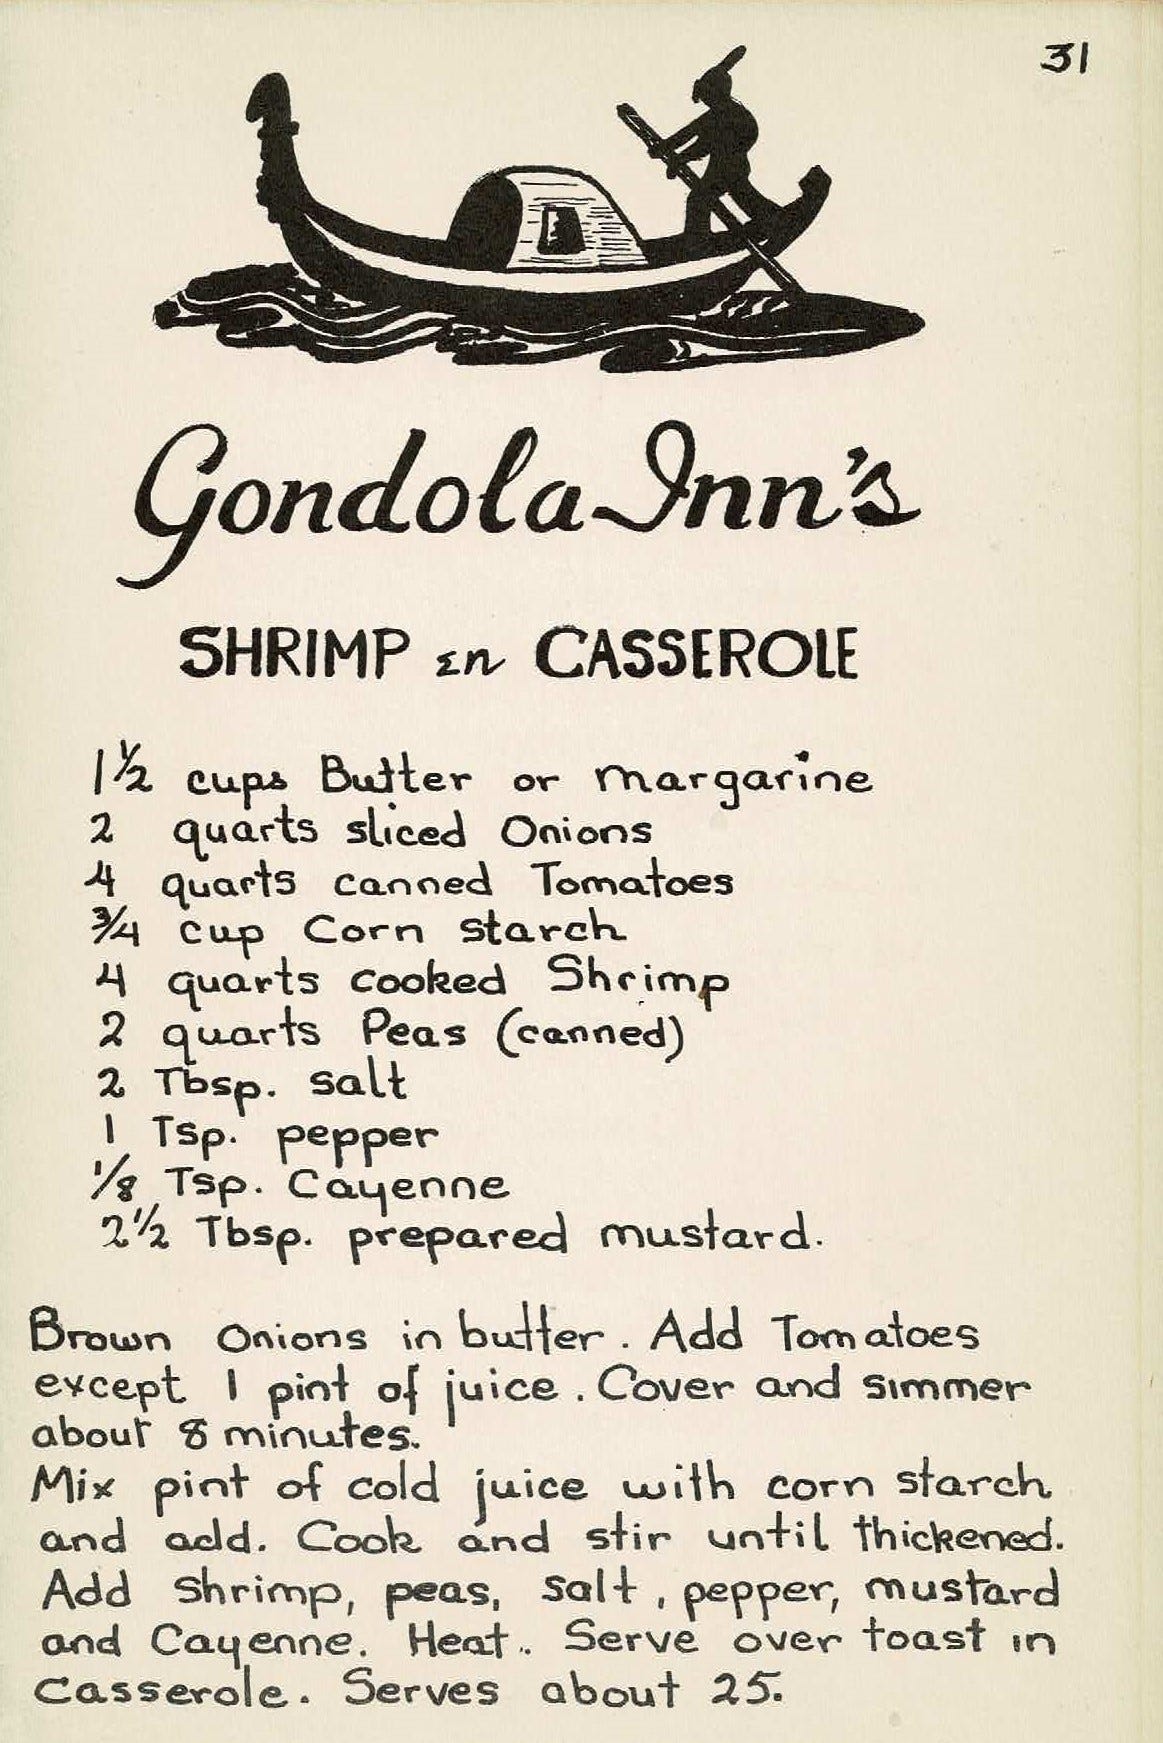 31
Gondola Inn's
SHRIMP en CASSEROLE
1 1/2 cups Butter or margarine
2 quarts sliced Onions
4 quarts canned Tomatoes
3/4 cup Corn starch
4 quarts cooked Shrimp
2 quarts Peas (canned)
2 Tbsp. salt
1 Tsp. pepper
1/8 Tsp. Cayenne
2 1/2 Tbsp. prepared mustard.
Brown Onions in butter. Add Tomatoes
except 1 pint of juice. Cover and simmer
about 8 minutes.
Mix pint of cold juice with corn starch
and add. Cook and stir until thickened.
Add shrimp, peas, salt, pepper, mustard
and Cayenne. Heat. Serve over toast in
Casserole. Serves about 25.